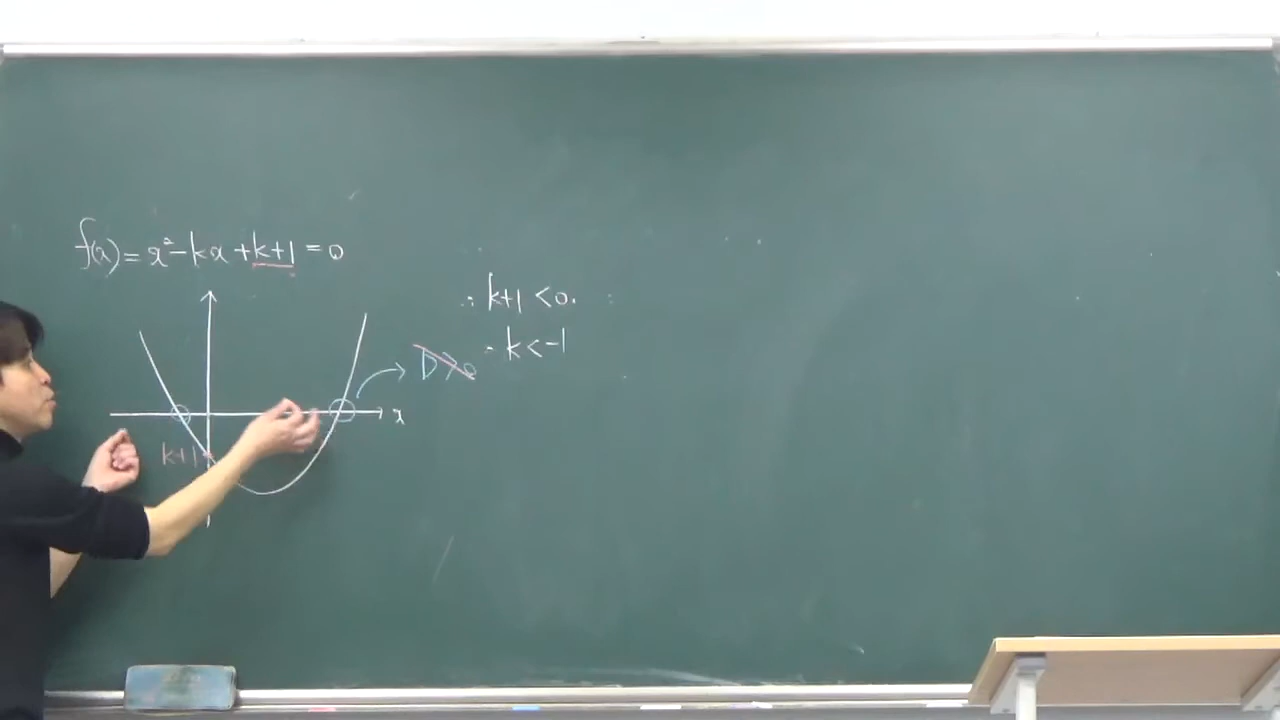 f(x)=x²-kx+k+1=0
∴ k+1<0.
∴ k<-1
D>0
x
k+1